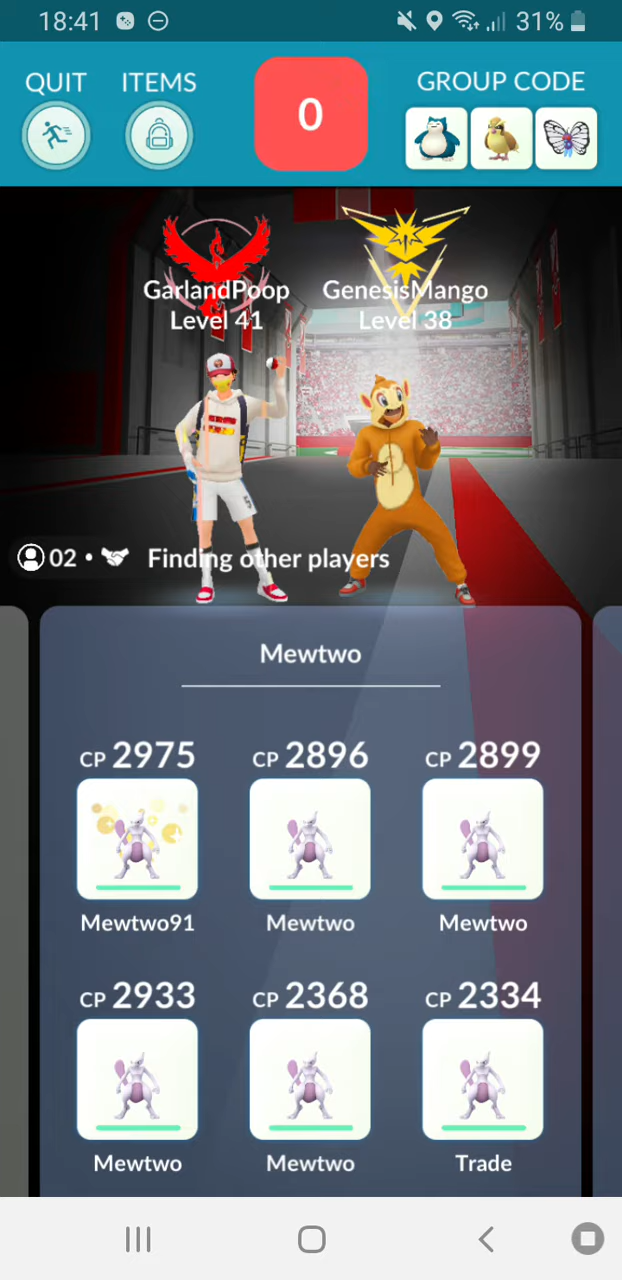 18:41 31%
QUIT ITEMS 0 GROUP CODE
GarlandPoop GenesisMango
Level 41 Level 38
02 • Finding other players
Mewtwo
CP 2975 CP 2896 CP 2899
Mewtwo91 Mewtwo Mewtwo
CP 2933 CP 2368 CP 2334
Mewtwo Mewtwo Trade